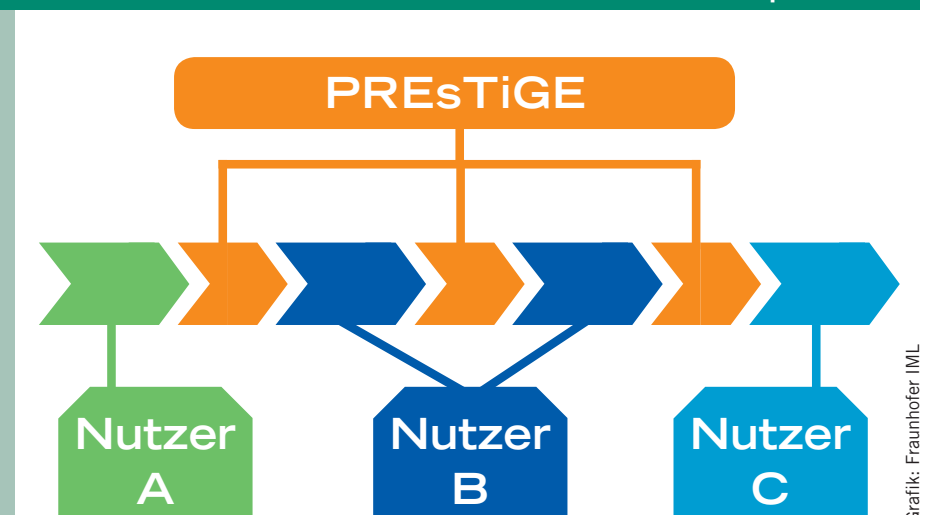 PREsTiGE
Nutzer
A
Nutzer
B
Nutzer
C
Grafik: Fraunhofer IML